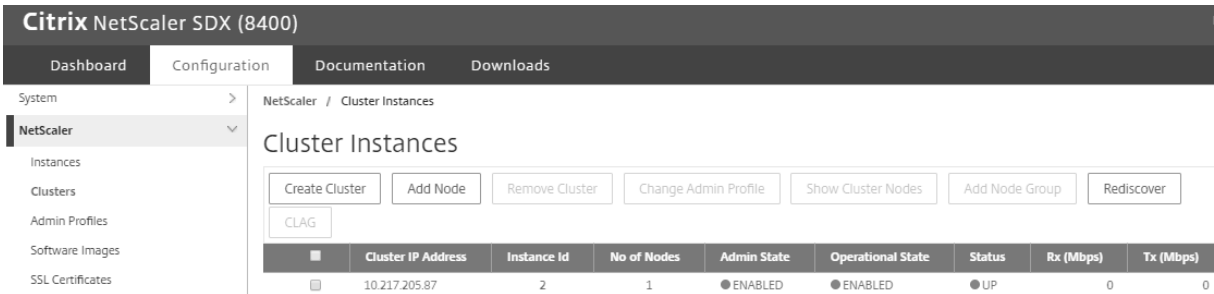 Citrix NetScaler SDX (8400)
Dashboard Configuration Documentation Downloads
System
NetScaler
Instances
Clusters
Admin Profiles
Software Images
SSL Certificates
NetScaler / Cluster Instances
Cluster Instances
Create Cluster Add Node Remove Cluster Change Admin Profile Show Cluster Nodes Add Node Group Rediscover
CLAG
Cluster IP Address Instance Id No of Nodes Admin State Operational State Status Rx (Mbps) Tx (Mbps)
10.217.205.87 2 1 ENABLED ENABLED UP 0 0